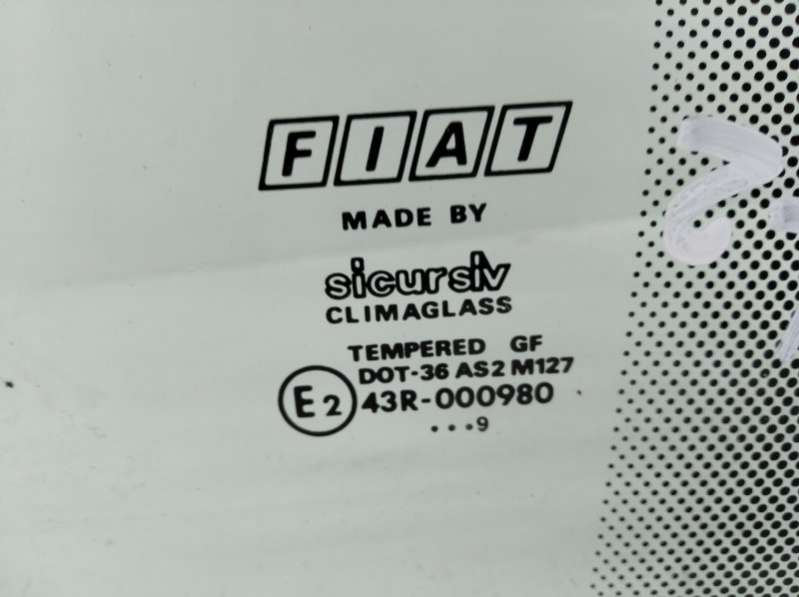 FIAT
MADE BY
sicursiv
CLIMAGLASS
TEMPERED GF
DOT-36 AS2 M127
E2 43R-000980
...9